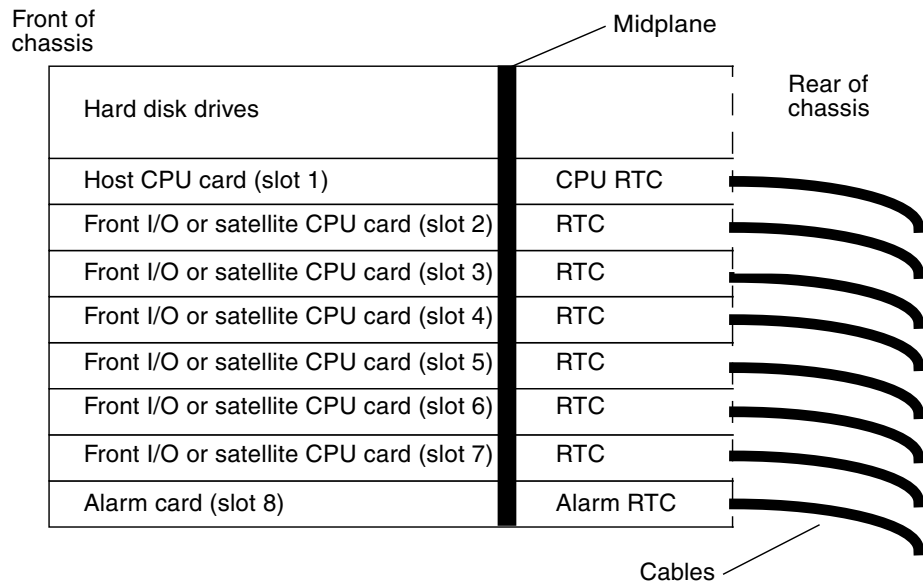 Front of
chassis
Midplane
Rear of
chassis
Hard disk drives
Host CPU card (slot 1)
CPU RTC
Front I/O or satellite CPU card (slot 2)
RTC
Front I/O or satellite CPU card (slot 3)
RTC
Front I/O or satellite CPU card (slot 4)
RTC
Front I/O or satellite CPU card (slot 5)
RTC
Front I/O or satellite CPU card (slot 6)
RTC
Front I/O or satellite CPU card (slot 7)
RTC
Alarm card (slot 8)
Alarm RTC
Cables